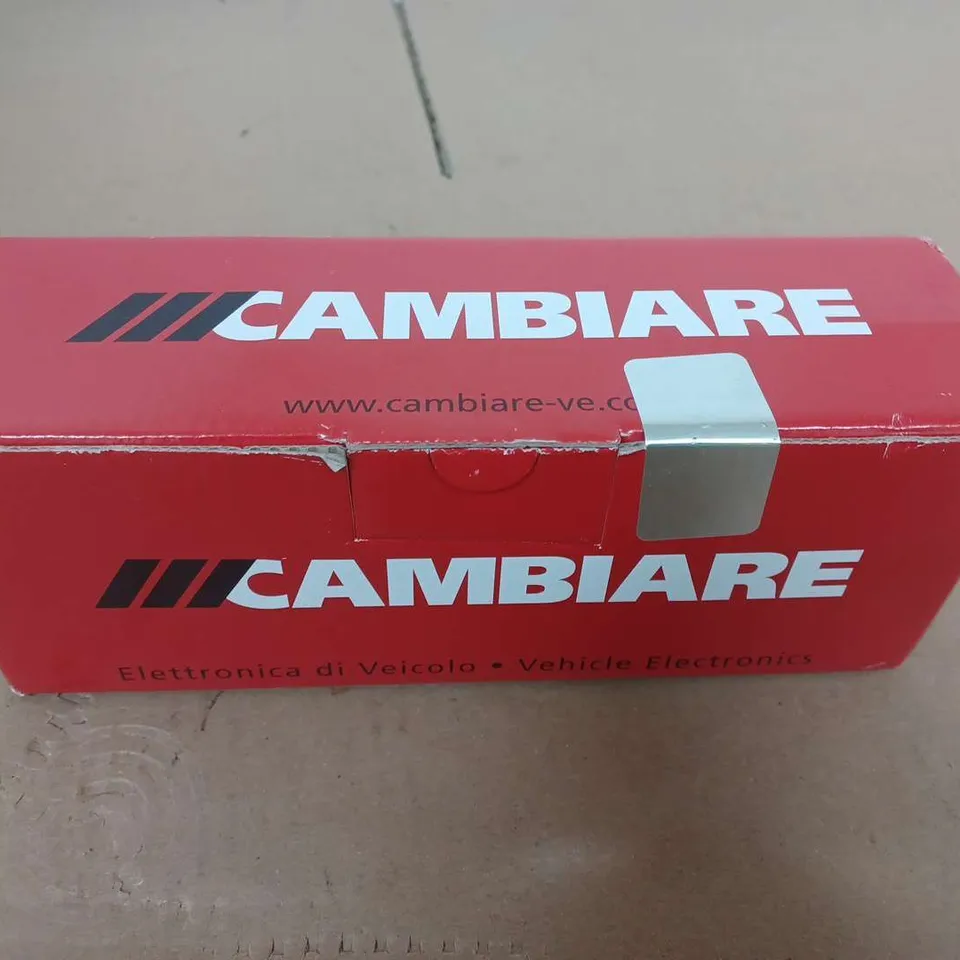 CAMBIARE
www.cambiare-ve.co
CAMBIARE
Elettronica di Veicolo • Vehicle Electronics